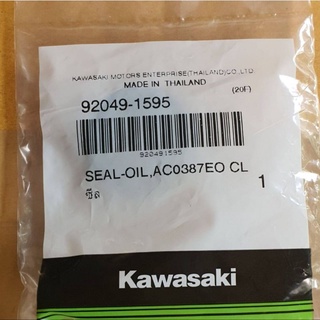 KAWASAKI MOTORS ENTERPRISE(THAILAND)CO.,LTD
MADE IN THAILAND
(20F)
92049-1595
920491595
SEAL-OIL,AC0387EO CL
ซีล
1
Kawasaki